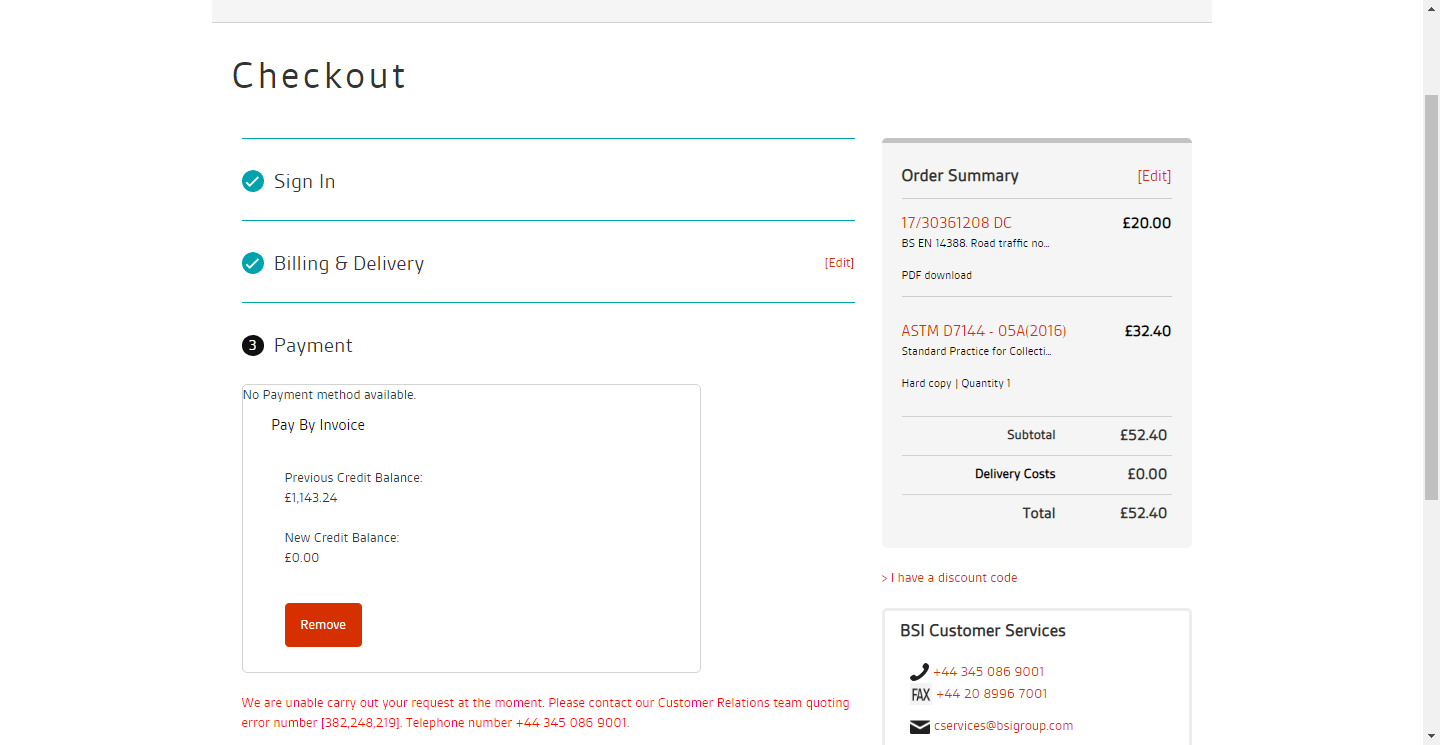 Checkout
Sign In
Billing & Delivery
[Edit]
3 Payment
No Payment method available.
Pay By Invoice
Previous Credit Balance:
£1,143.24
New Credit Balance:
£0.00
Remove
We are unable carry out your request at the moment. Please contact our Customer Relations team quoting
error number [382,248,219]. Telephone number +44 345 086 9001.
Order Summary [Edit]
17/30361208 DC £20.00
BS EN 14388. Road traffic no...
PDF download
ASTM D7144 - 05A(2016) £32.40
Standard Practice for Collecti...
Hard copy | Quantity 1
Subtotal £52.40
Delivery Costs £0.00
Total £52.40
> I have a discount code
BSI Customer Services
+44 345 086 9001
FAX +44 20 8996 7001
cservices@bsigroup.com